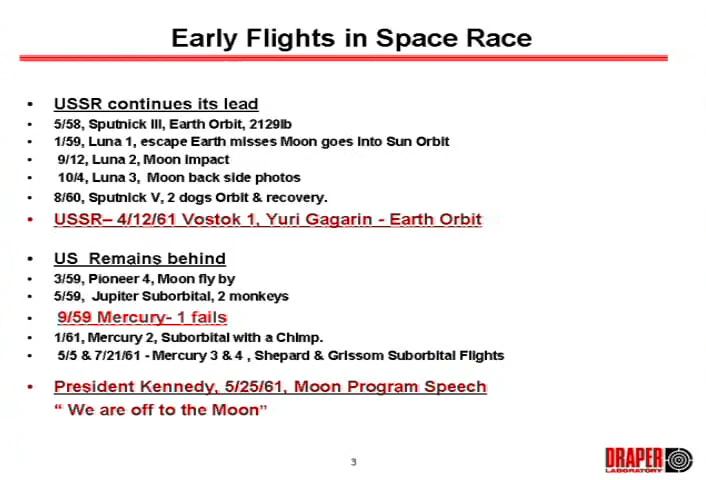 Early Flights in Space Race
• USSR continues its lead
• 5/58, Sputnick III, Earth Orbit, 2129lb
• 1/59, Luna 1, escape Earth misses Moon goes into Sun Orbit
• 9/12, Luna 2, Moon impact
• 10/4, Luna 3, Moon back side photos
• 8/60, Sputnick V, 2 dogs Orbit & recovery.
• USSR– 4/12/61 Vostok 1, Yuri Gagarin - Earth Orbit
• US Remains behind
• 3/59, Pioneer 4, Moon fly by
• 5/59, Jupiter Suborbital, 2 monkeys
• 9/59 Mercury- 1 fails
• 1/61, Mercury 2, Suborbital with a Chimp.
• 5/5 & 7/21/61 - Mercury 3 & 4 , Shepard & Grissom Suborbital Flights
• President Kennedy, 5/25/61, Moon Program Speech
“ We are off to the Moon”
3
DRAPER
LABORATORY